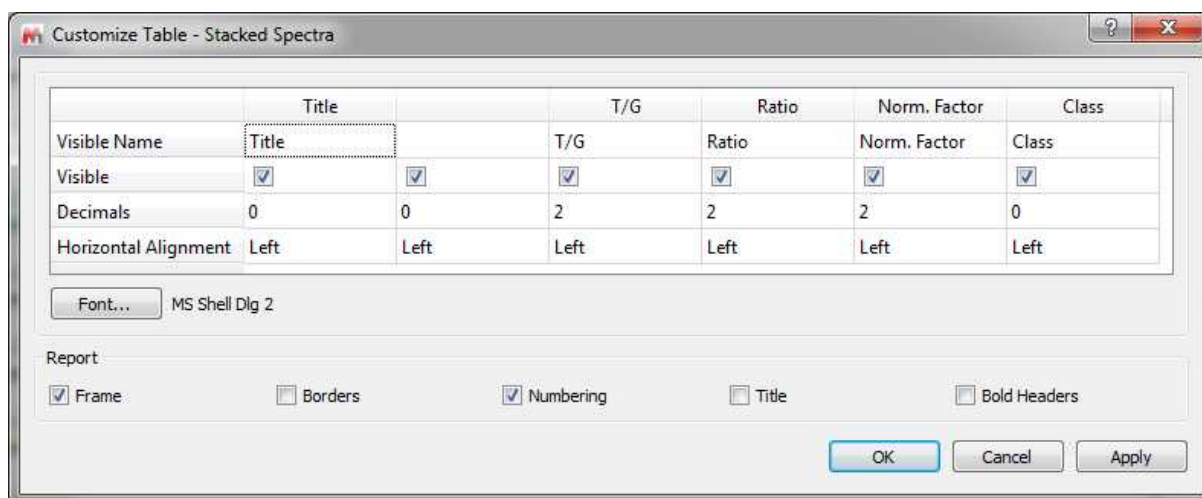 Customize Table - Stacked Spectra
Title T/G Ratio Norm. Factor Class
Visible Name Title T/G Ratio Norm. Factor Class
Visible
Decimals 0 0 2 2 2 0
Horizontal Alignment Left Left Left Left Left Left
Font... MS Shell Dlg 2
Report
Frame Borders Numbering Title Bold Headers
OK Cancel Apply